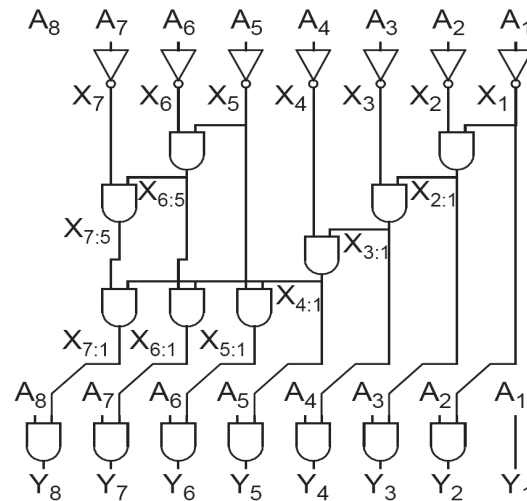 A₈ A₇ A₆ A₅ A₄ A₃ A₂ A₁
X₇ X₆ X₅ X₄ X₃ X₂ X₁
X₆:₅ X₂:₁
X₇:₅ X₃:₁
X₄:₁
X₇:₁ X₆:₁ X₅:₁
A₈ A₇ A₆ A₅ A₄ A₃ A₂ A₁
Y₈ Y₇ Y₆ Y₅ Y₄ Y₃ Y₂ Y₁